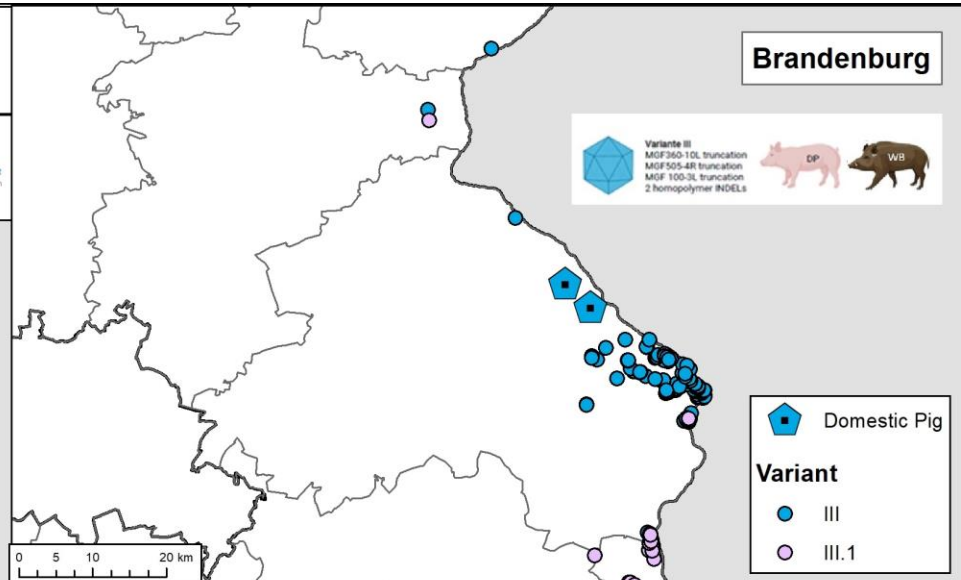 Brandenburg
Variante III
MGF360-10L truncation
MGF505-4R truncation
MGF 100-3L truncation
2 homopolymer INDELs
DP
WB
Domestic Pig
Variant
III
III.1
0 5 10 20 km